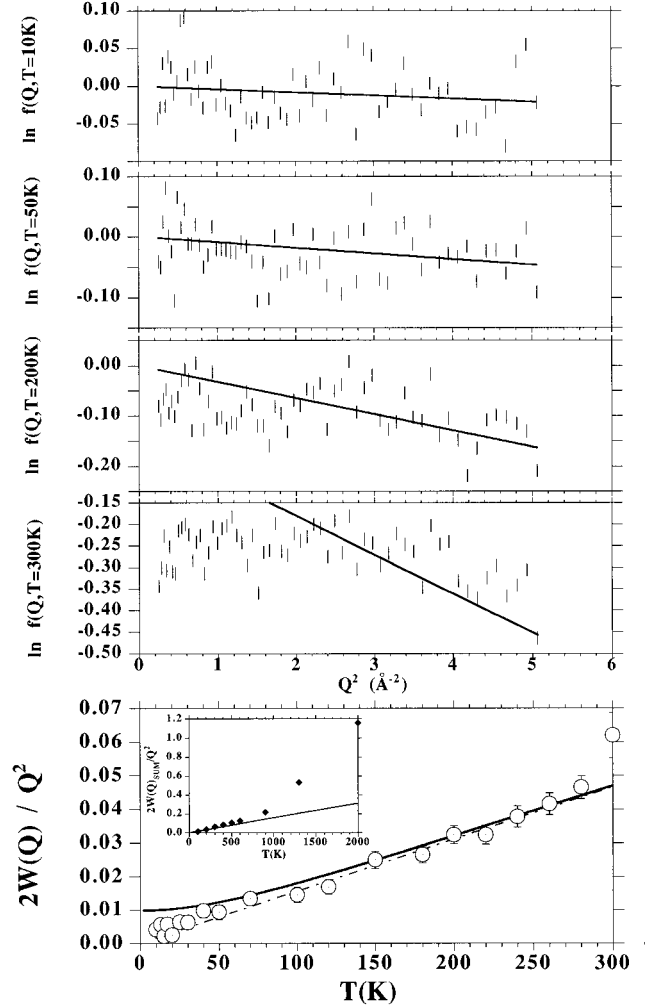 ln f(Q,T=10K)
0.10
0.05
0.00
-0.05
ln f(Q,T=50K)
0.10
0.00
-0.10
ln f(Q,T=200K)
0.00
-0.10
-0.20
ln f(Q,T=300K)
-0.15
-0.20
-0.25
-0.30
-0.35
-0.40
-0.45
-0.50
0 1 2 3 4 5 6
Q² (Å⁻²)
2W(Q) / Q²
0.07
0.06
0.05
0.04
0.03
0.02
0.01
0.00
2W(Q)SUM/Q²
1.2
1.0
0.8
0.6
0.4
0.2
0.0
0 500 1000 1500 2000
T(K)
0 50 100 150 200 250 300
T(K)